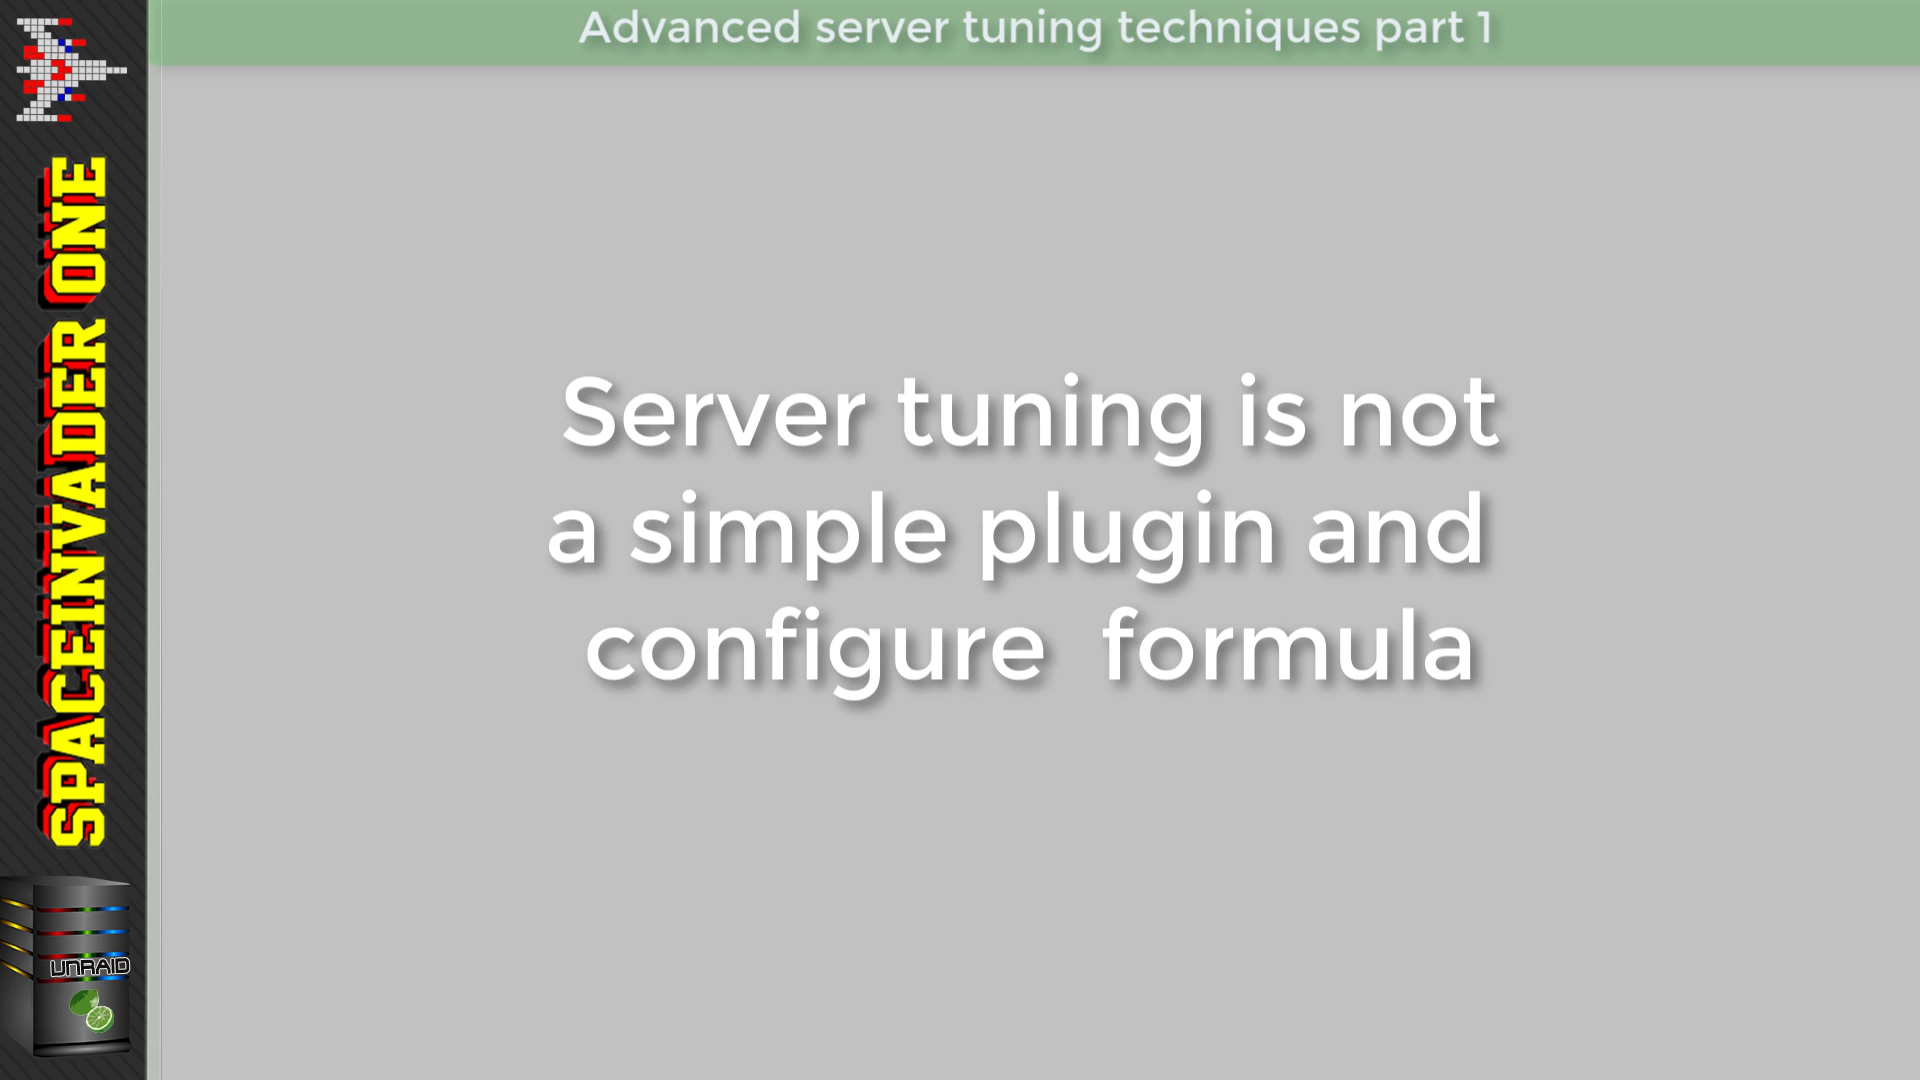 Advanced server tuning techniques part 1
SPACEINVADER ONE
Server tuning is not
a simple plugin and
configure formula
UNRAID